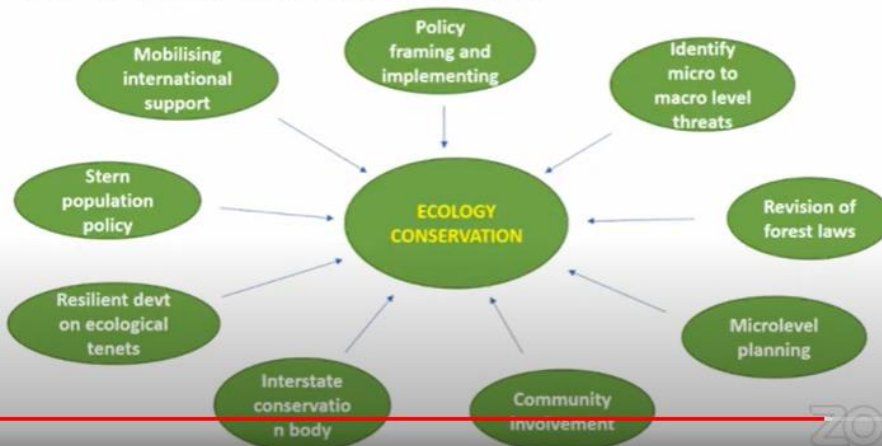 Policy
framing and
implementing
Mobilising
international
support
Identify
micro to
macro level
threats
Stern
population
policy
ECOLOGY
CONSERVATION
Revision of
forest laws
Resilient devt
on ecological
tenets
Microlevel
planning
Interstate
conservatio
n body
Community
involvement
ZO